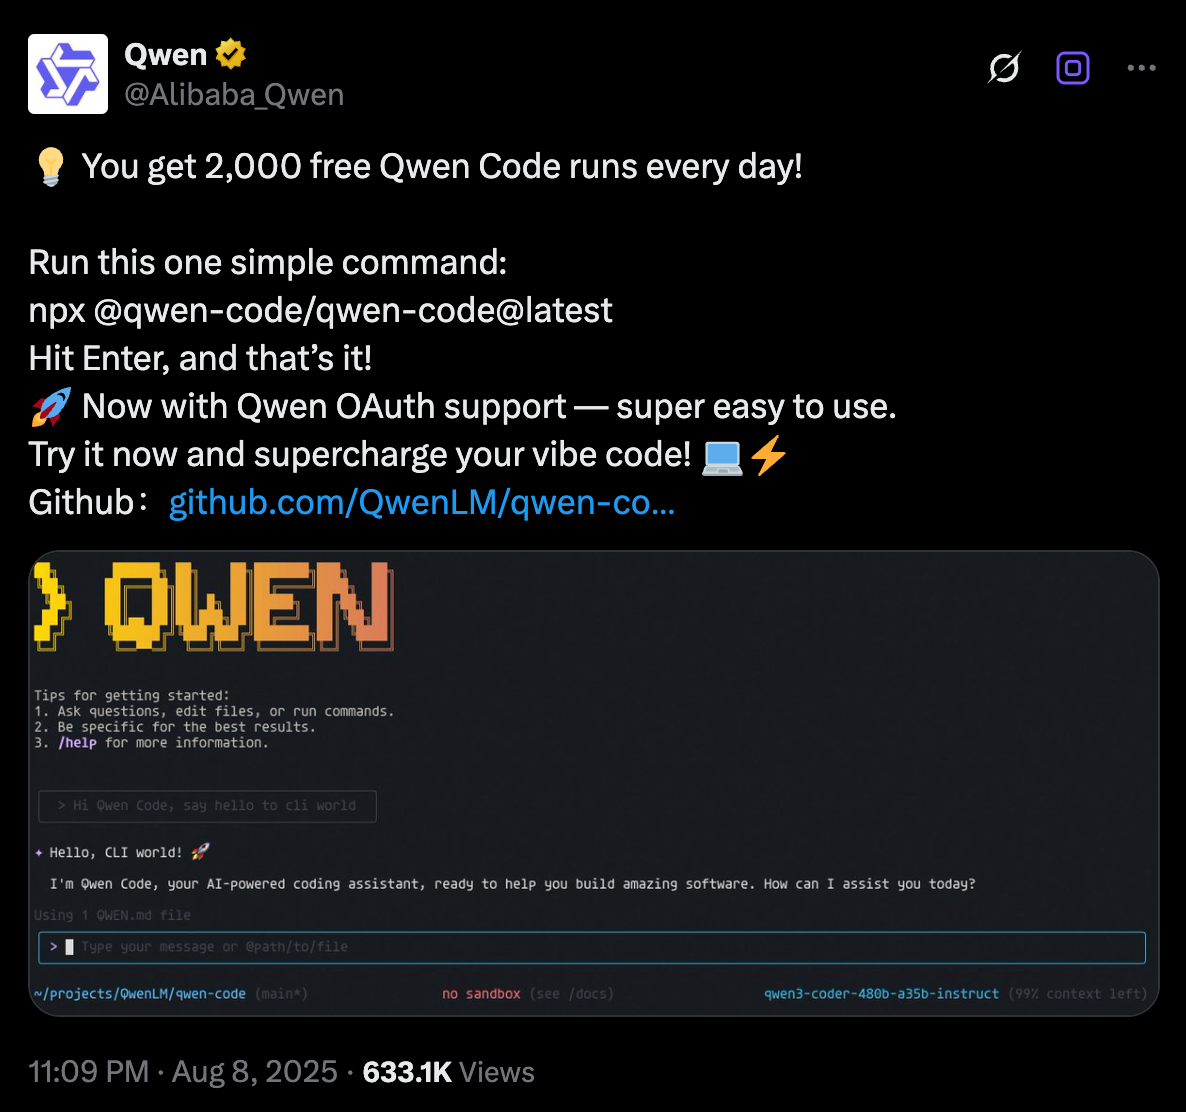 Qwen
@Alibaba_Qwen
💡 You get 2,000 free Qwen Code runs every day!
Run this one simple command:
npx @qwen-code/qwen-code@latest
Hit Enter, and that’s it!
🚀 Now with Qwen OAuth support — super easy to use.
Try it now and supercharge your vibe code! 💻⚡
Github： github.com/QwenLM/qwen-co…
> QWEN
Tips for getting started:
1. Ask questions, edit files, or run commands.
2. Be specific for the best results.
3. /help for more information.
> Hi Qwen Code, say hello to cli world
✦ Hello, CLI world! 🚀
I'm Qwen Code, your AI-powered coding assistant, ready to help you build amazing software. How can I assist you today?
Using 1 QWEN.md file
> Type your message or @path/to/file
~/projects/QwenLM/qwen-code (main*) no sandbox (see /docs) qwen3-coder-480b-a35b-instruct (99% context left)
11:09 PM · Aug 8, 2025 · 633.1K Views